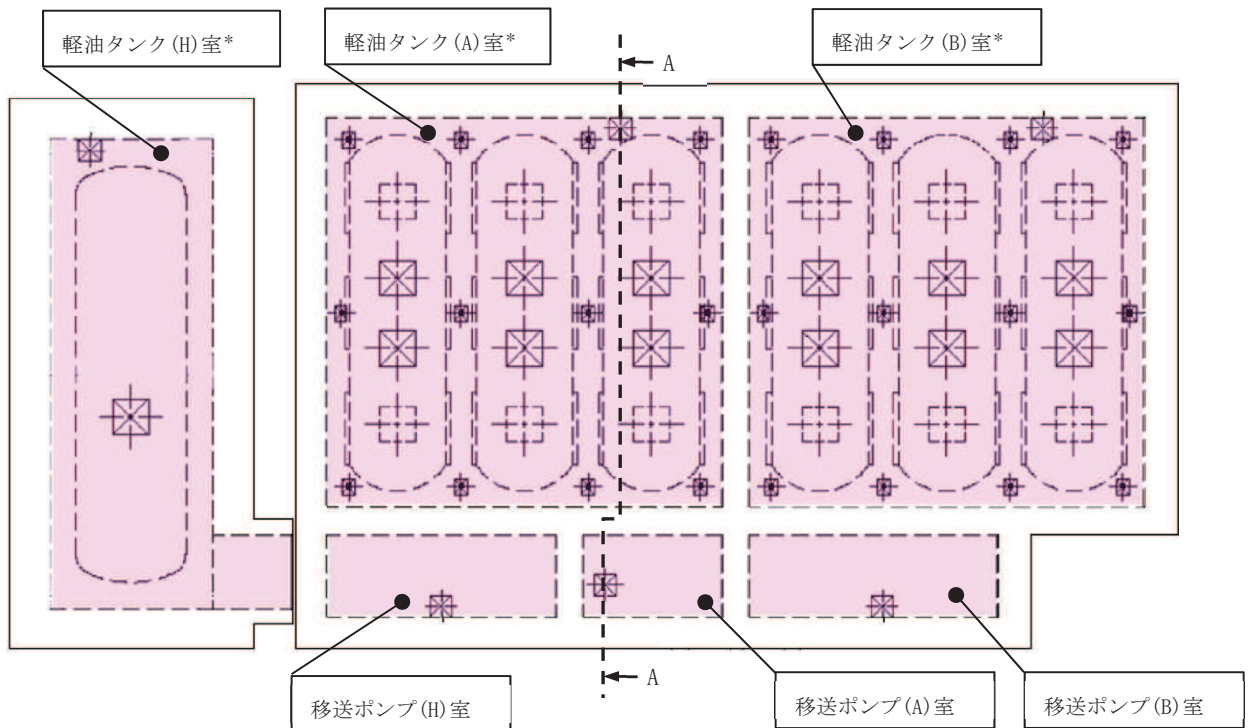 軽油タンク(H)室*
軽油タンク(A)室*
軽油タンク(B)室*
A
A
移送ポンプ(H)室
移送ポンプ(A)室
移送ポンプ(B)室